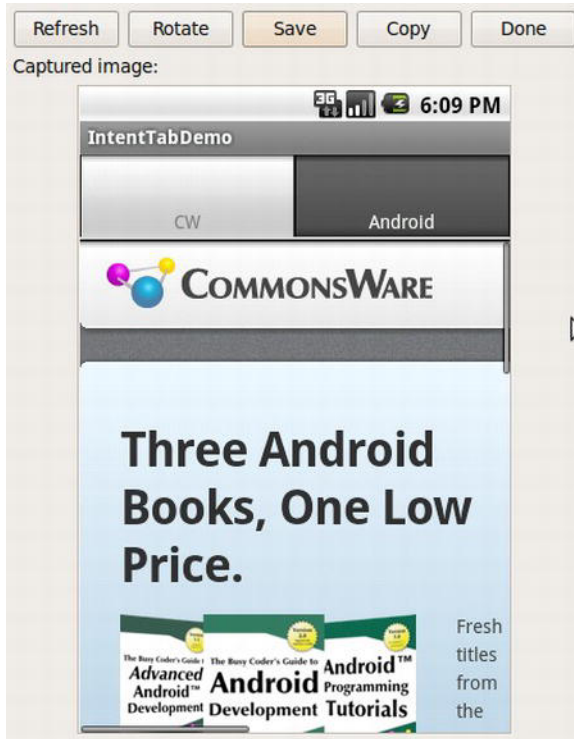 Refresh Rotate Save Copy Done
Captured image:
3G 6:09 PM
IntentTabDemo
CW Android
COMMONSWARE
Three Android
Books, One Low
Price.
Fresh
titles
from
the
The Busy Coder's Guide
Advanced
Android™
Development
The Busy Coder's Guide to
Android
Development
Android™
Programming
Tutorials